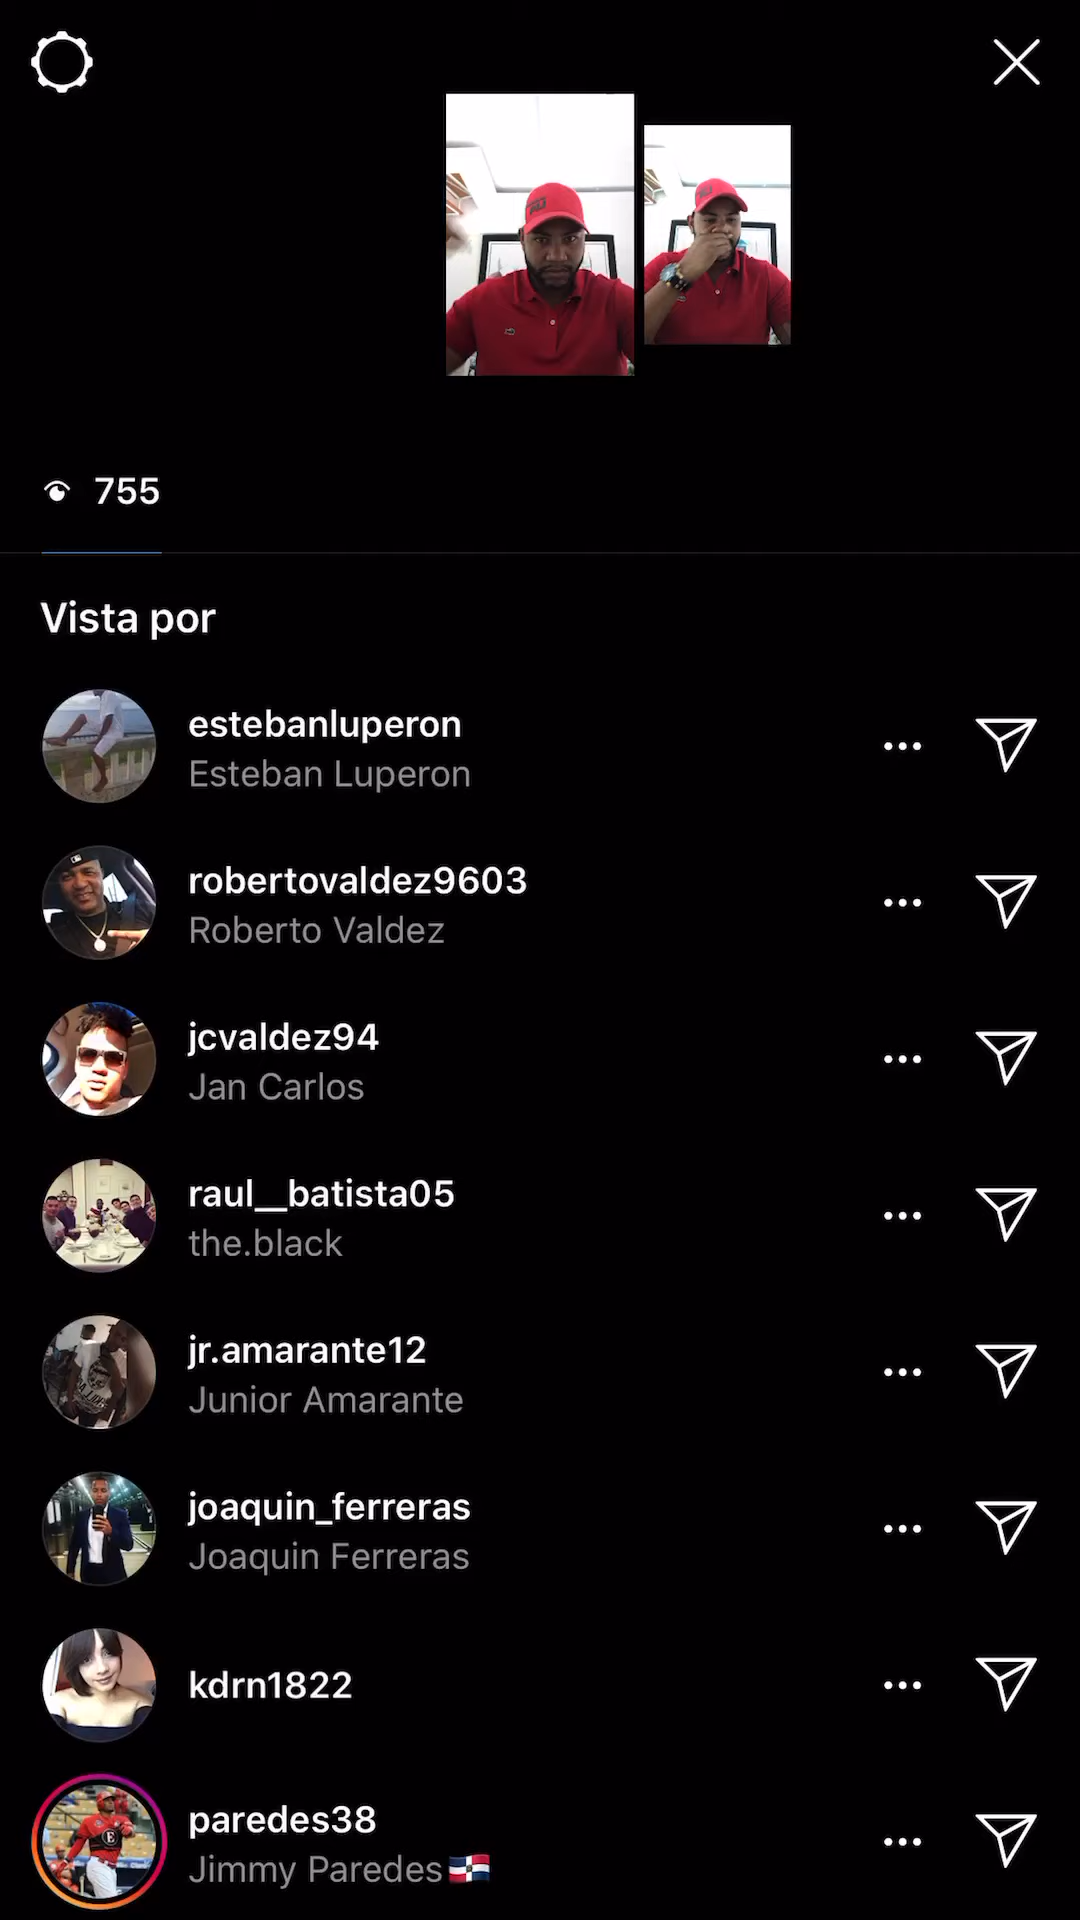 755
Vista por
estebanluperon
Esteban Luperon
robertovaldez9603
Roberto Valdez
jcvaldez94
Jan Carlos
raul__batista05
the.black
jr.amarante12
Junior Amarante
joaquin_ferreras
Joaquin Ferreras
kdrn1822
paredes38
Jimmy Paredes🇩🇴